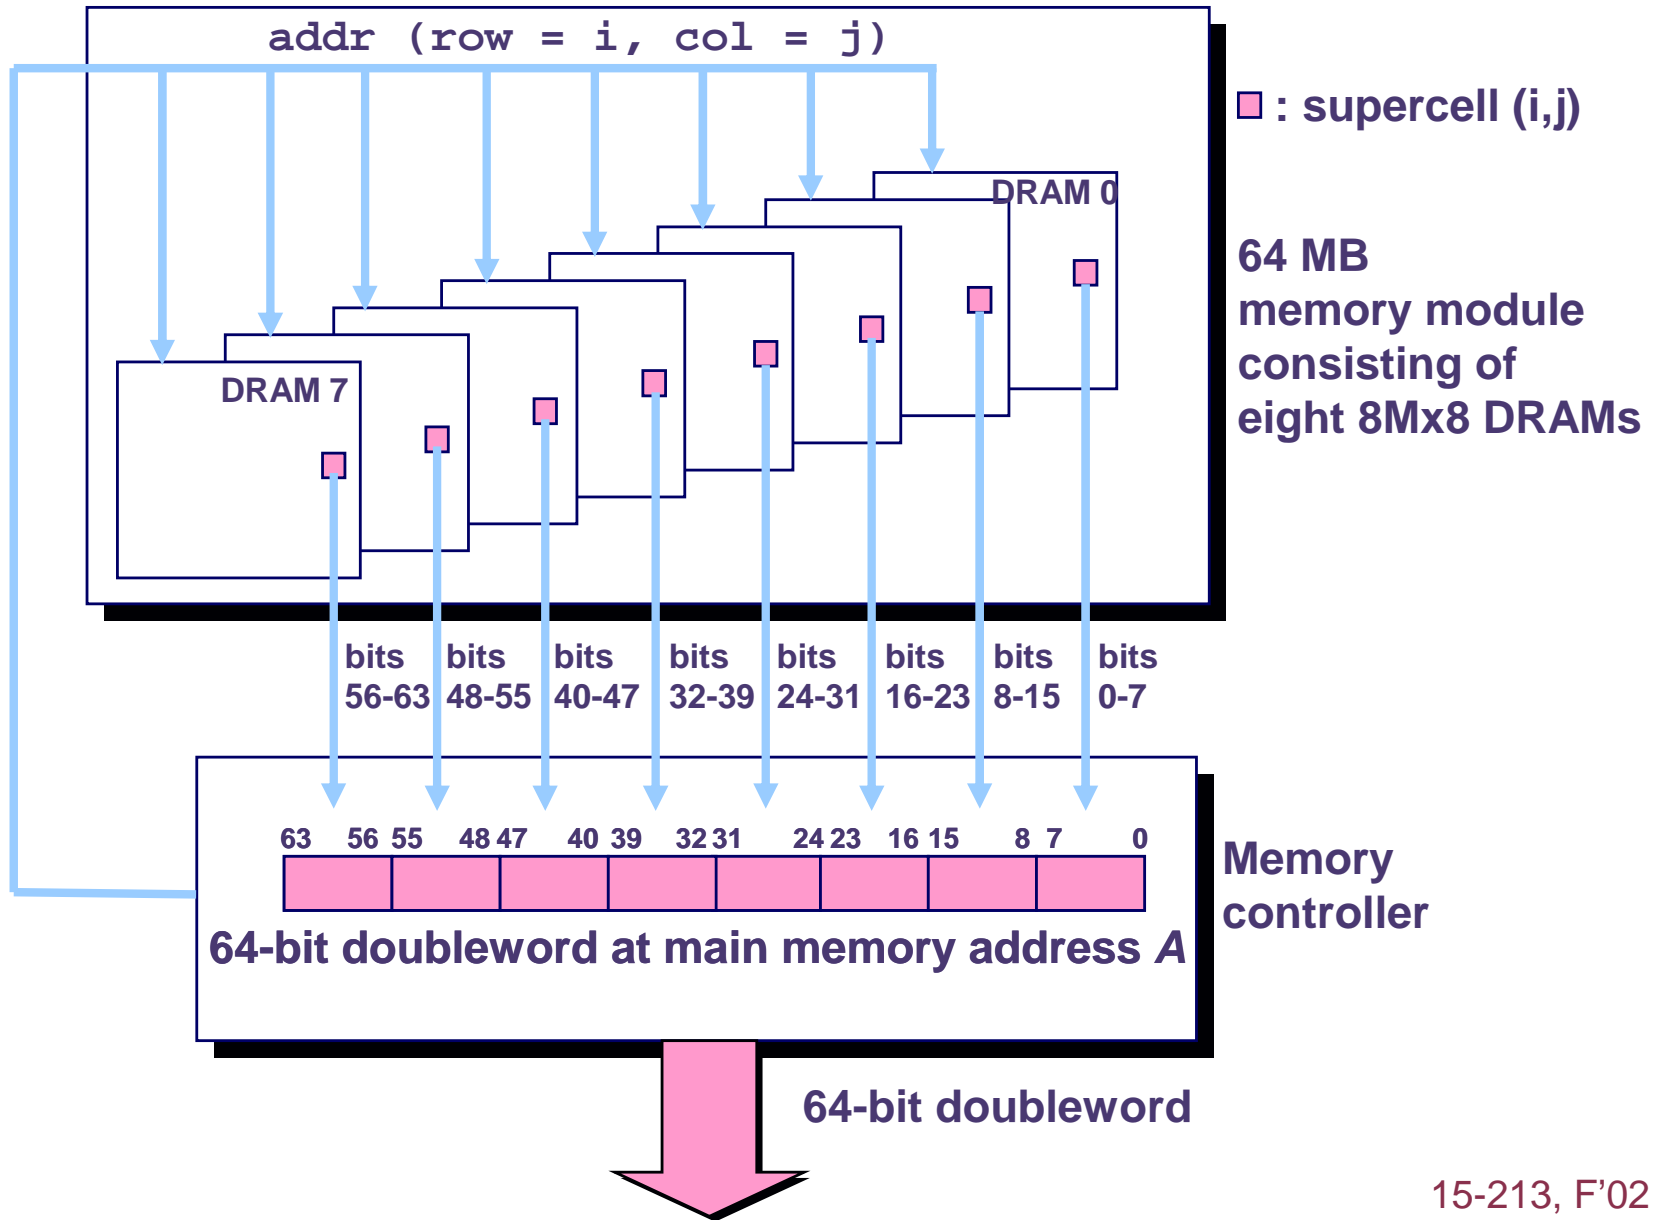 addr (row = i, col = j)
: supercell (i,j)
DRAM 0
64 MB
memory module
consisting of
eight 8Mx8 DRAMs
DRAM 7
bits
56-63
bits
48-55
bits
40-47
bits
32-39
bits
24-31
bits
16-23
bits
8-15
bits
0-7
63 56 55 48 47 40 39 32 31 24 23 16 15 8 7 0
Memory
controller
64-bit doubleword at main memory address A
64-bit doubleword
15-213, F’02